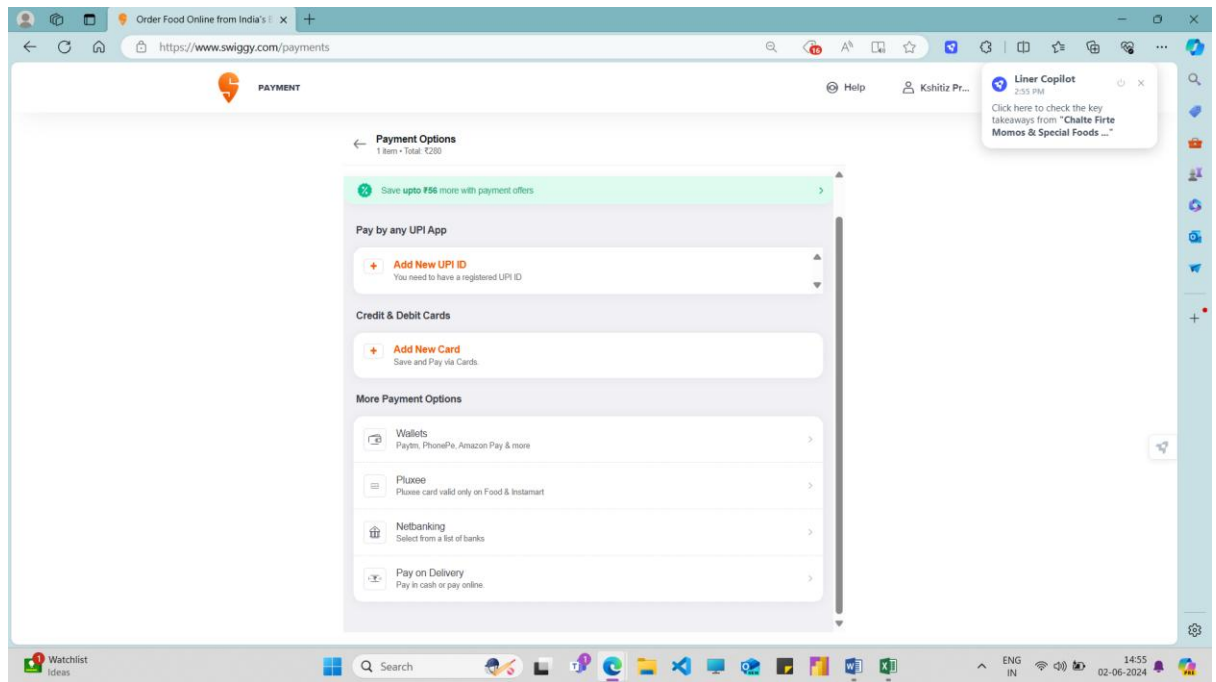 Order Food Online from India's
https://www.swiggy.com/payments
16
PAYMENT
Help
Kshitiz Pr...
Liner Copilot
2:55 PM
Click here to check the key
takeaways from "Chalte Firte
Momos & Special Foods ..."
Payment Options
1 item • Total: ₹280
Save upto ₹56 more with payment offers
Pay by any UPI App
Add New UPI ID
You need to have a registered UPI ID
Credit & Debit Cards
Add New Card
Save and Pay via Cards.
More Payment Options
Wallets
Paytm, PhonePe, Amazon Pay & more
Pluxee
Pluxee card valid only on Food & Instamart
Netbanking
Select from a list of banks
Pay on Delivery
Pay in cash or pay online.
1
Watchlist
Ideas
Search
ENG
IN
14:55
02-06-2024